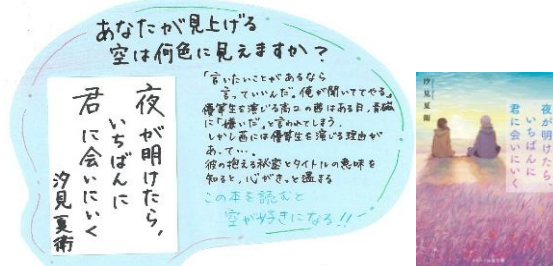 あなたが見上げる
空は何色に見えますか?
夜が明けたら,
いちばんに
君に会いにいく
汐見夏衛
「言いたいことがあるなら
言っていいんだ。俺が聞いててやる。」
優等生を演じる高2の茜はある日、青磁
に「嫌いだ。」と言われてしまう。
しかし茜には優等生を演じる理由が
あって...
彼の抱える秘密とタイトルの意味を
知ると、心がきっと温まる
この本を読むと
空が好きになる!!
汐見夏衛
夜が明けたら
いちばんに
君に会いにいく